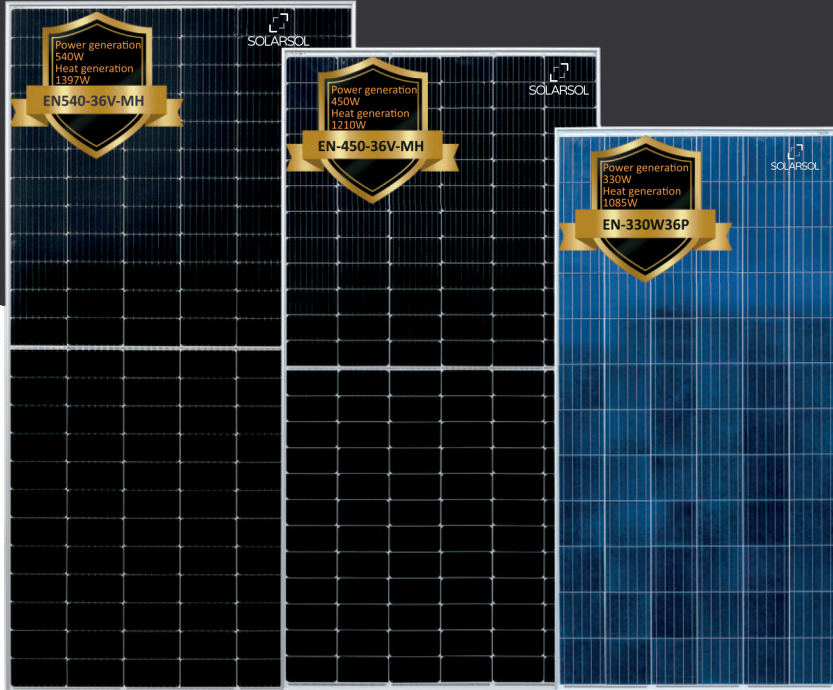 SOLARSOL
Power generation
540W
Heat generation
1397W
EN540-36V-MH
SOLARSOL
Power generation
450W
Heat generation
1210W
EN-450-36V-MH
SOLARSOL
Power generation
330W
Heat generation
1085W
EN-330W36P